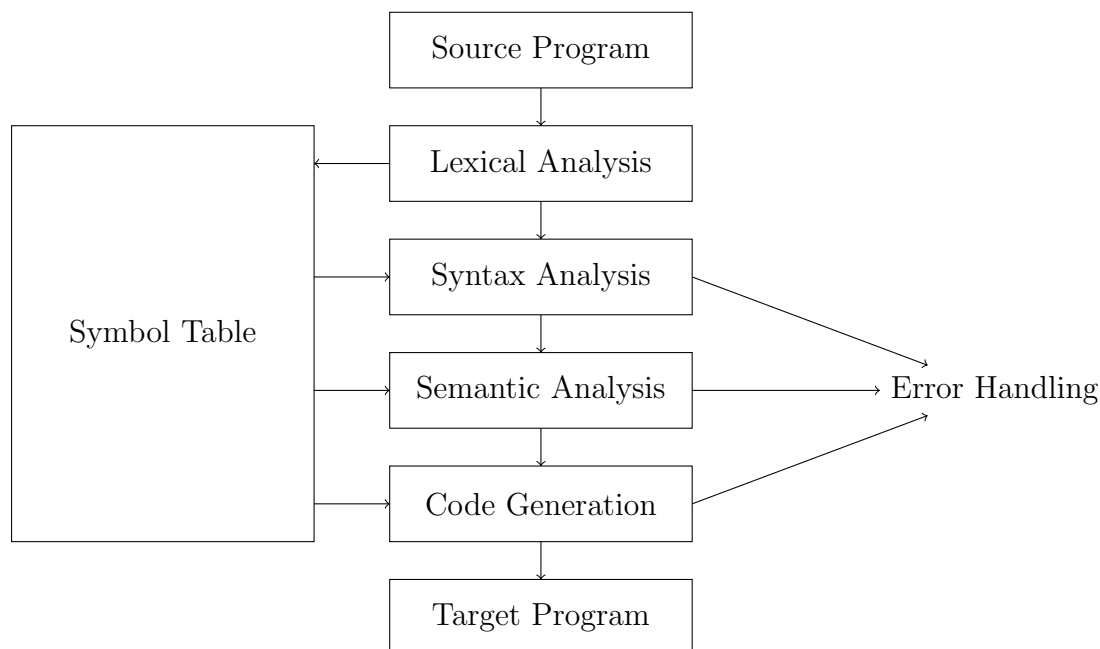 Source Program
Lexical Analysis
Syntax Analysis
Symbol Table
Semantic Analysis
Error Handling
Code Generation
Target Program